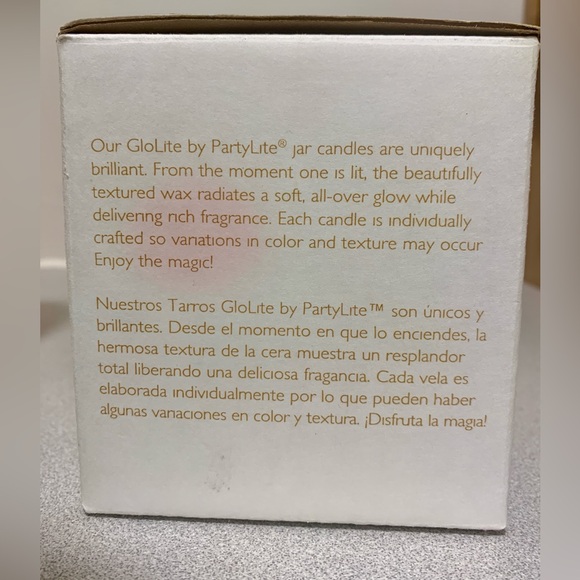 Our GloLite by PartyLite® jar candles are uniquely
brilliant. From the moment one is lit, the beautifully
textured wax radiates a soft, all-over glow while
delivering rich fragrance. Each candle is individually
crafted so variations in color and texture may occur
Enjoy the magic!
Nuestros Tarros GloLite by PartyLite™ son únicos y
brillantes. Desde el momento en que lo enciendes, la
hermosa textura de la cera muestra un resplandor
total liberando una deliciosa fragancia. Cada vela es
elaborada individualmente por lo que pueden haber
algunas variaciones en color y textura. ¡Disfruta la magia!